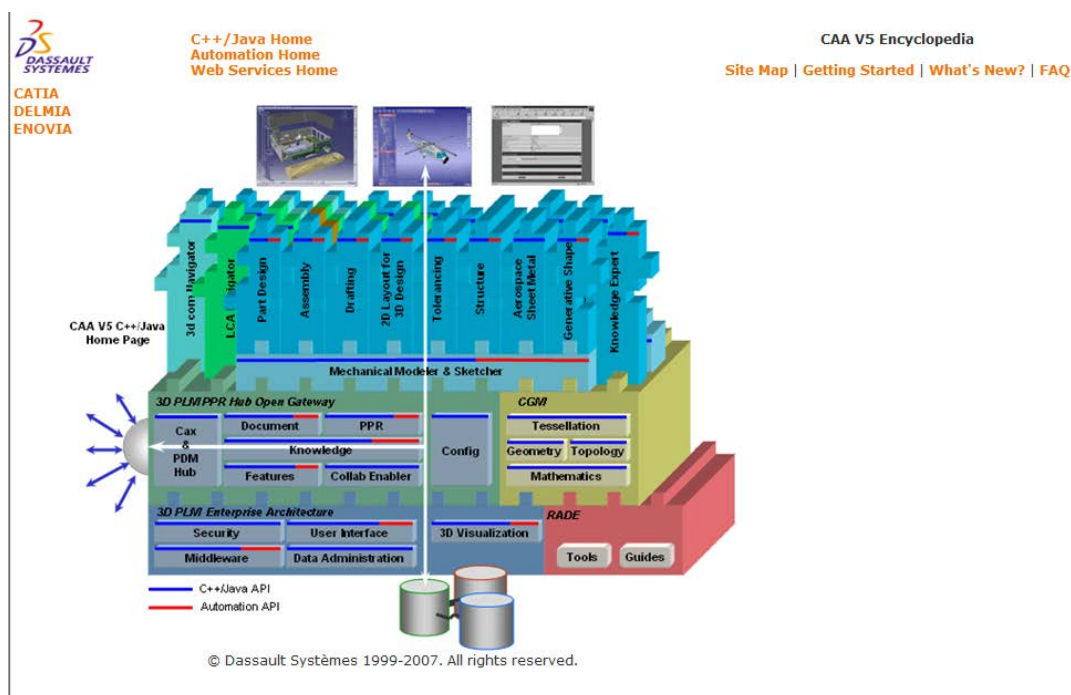 DASSAULT
SYSTEMES
C++/Java Home
Automation Home
Web Services Home
CAA V5 Encyclopedia
Site Map | Getting Started | What's New? | FAQ
CATIA
DELMIA
ENOVIA
3d com Navigator
LCA
Part Design
Assembly
Drafting
2D Layout for
3D Design
Tolerancing
Structure
Aerospace
Sheet Metal
Generative Shape
Knowledge Expert
CAA V5 C++/Java
Home Page
Mechanical Modeler & Sketcher
3D PLM PPR Hub Open Gateway
CGM
Cax
&
PDM
Hub
Document
PPR
Knowledge
Features
Collab Enabler
Config
Tessellation
Geometry
Topology
Mathematics
3D PLM Enterprise Architecture
RADE
Security
User Interface
3D Visualization
Middleware
Data Administration
Tools
Guides
C++/Java API
Automation API
© Dassault Systèmes 1999-2007. All rights reserved.